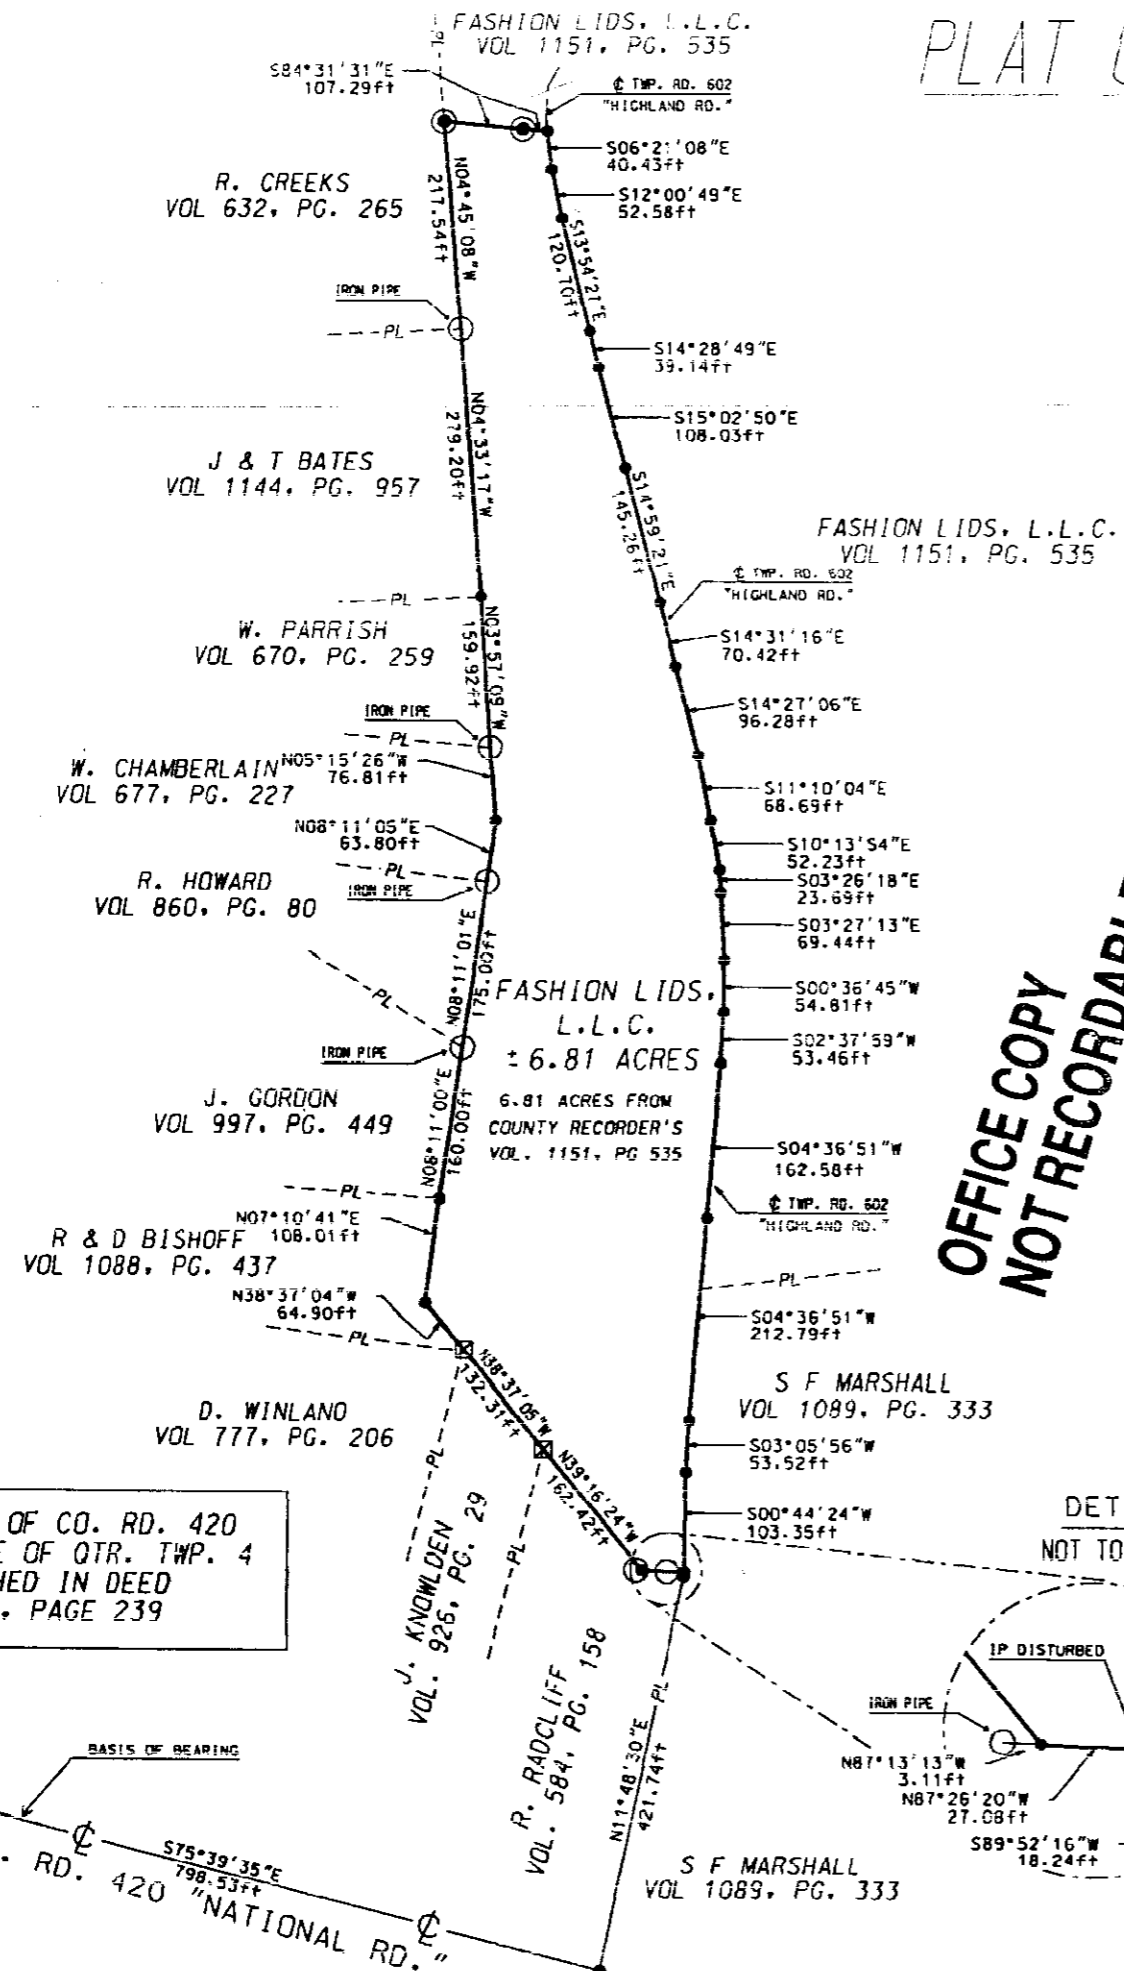 FASHION LIDS, L.L.C.
VOL 1151, PG. 535
PLAT
PL
S84°31'31"E
107.29ft
℄ TWP. RD. 602
"HIGHLAND RD."
S06°21'08"E
40.43ft
S12°00'49"E
52.58ft
R. CREEKS
VOL 632, PG. 265
N04°45'08"W
217.54ft
S13°54'27"E
120.70ft
IRON PIPE
PL
S14°28'49"E
39.14ft
S15°02'50"E
108.03ft
J & T BATES
VOL 1144, PG. 957
N04°33'17"W
279.20ft
S14°59'21"E
145.26ft
FASHION LIDS, L.L.C.
VOL 1151, PG. 535
℄ TWP. RD. 602
"HIGHLAND RD."
PL
W. PARRISH
VOL 670, PG. 259
N03°57'09"W
159.92ft
S14°31'16"E
70.42ft
S14°27'06"E
96.28ft
IRON PIPE
PL
W. CHAMBERLAIN
VOL 677, PG. 227
N05°15'26"W
76.81ft
S11°10'04"E
68.69ft
N08°11'05"E
63.80ft
S10°13'54"E
52.23ft
PL
IRON PIPE
R. HOWARD
VOL 860, PG. 80
S03°26'18"E
23.69ft
S03°27'13"E
69.44ft
N08°11'01"E
175.00ft
PL
FASHION LIDS,
L.L.C.
± 6.81 ACRES
6.81 ACRES FROM
COUNTY RECORDER'S
VOL. 1151, PG 535
S00°36'45"W
54.81ft
S02°37'59"W
53.46ft
IRON PIPE
J. GORDON
VOL 997, PG. 449
N08°11'00"E
160.00ft
S04°36'51"W
162.58ft
OFFICE COPY
NOT RECORDABLE
PL
℄ TWP. RD. 602
"HIGHLAND RD."
R & D BISHOFF
VOL 1088, PG. 437
N07°10'41"E
108.01ft
PL
N38°37'04"W
64.90ft
S04°36'51"W
212.79ft
PL
N38°37'05"W
132.31ft
S F MARSHALL
VOL 1089, PG. 333
D. WINLAND
VOL 777, PG. 206
S03°05'56"W
53.52ft
PL
N39°16'24"W
162.42ft
S00°44'24"W
103.35ft
PL
OF CO. RD. 420
E OF QTR. TWP. 4
HED IN DEED
, PAGE 239
J. KNOWLDEN
VOL. 926, PG. 29
DET
NOT TO
R. RADCLIFF
VOL. 584, PG. 158
PL
N11°48'30"E
421.74ft
IP DISTURBED
IRON PIPE
N87°13'13"W
3.11ft
N87°26'20"W
27.08ft
S89°52'16"W
18.24ft
BASIS OF BEARING
℄
S75°39'35"E
798.53ft
. RD. 420 "NATIONAL RD."
℄
S F MARSHALL
VOL 1089, PG. 333